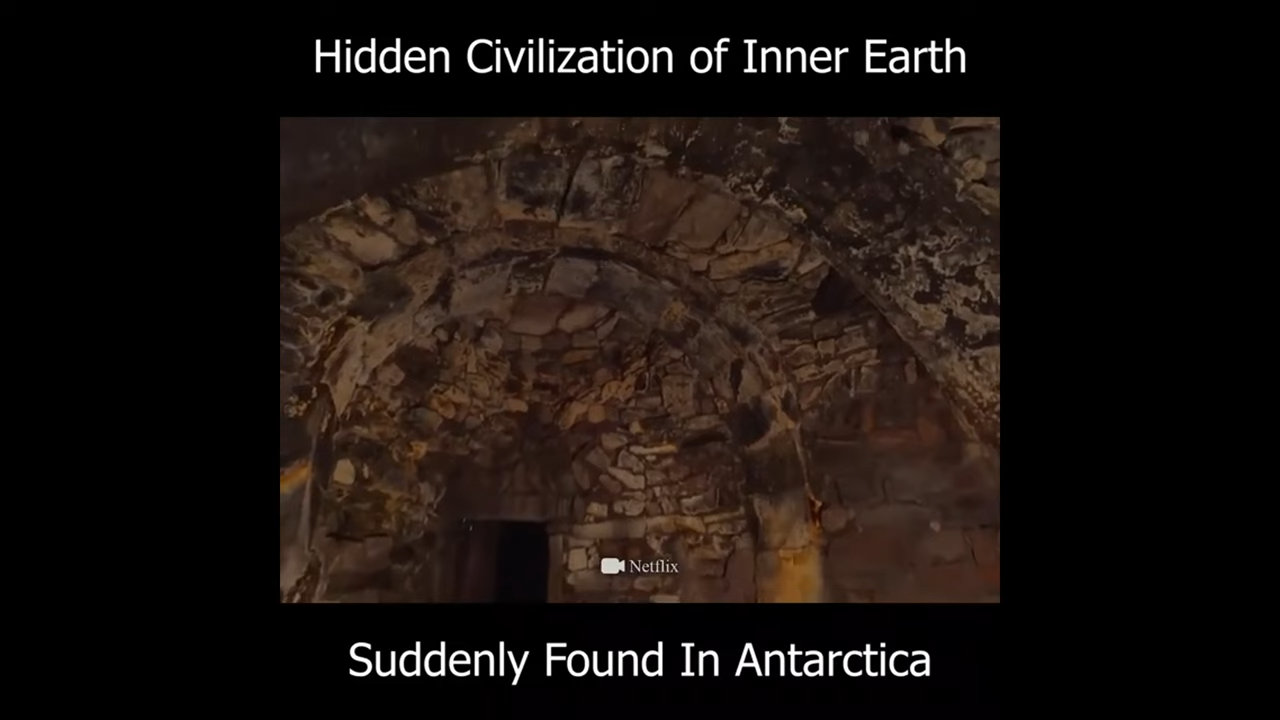 Hidden Civilization of Inner Earth
Netflix
Suddenly Found In Antarctica